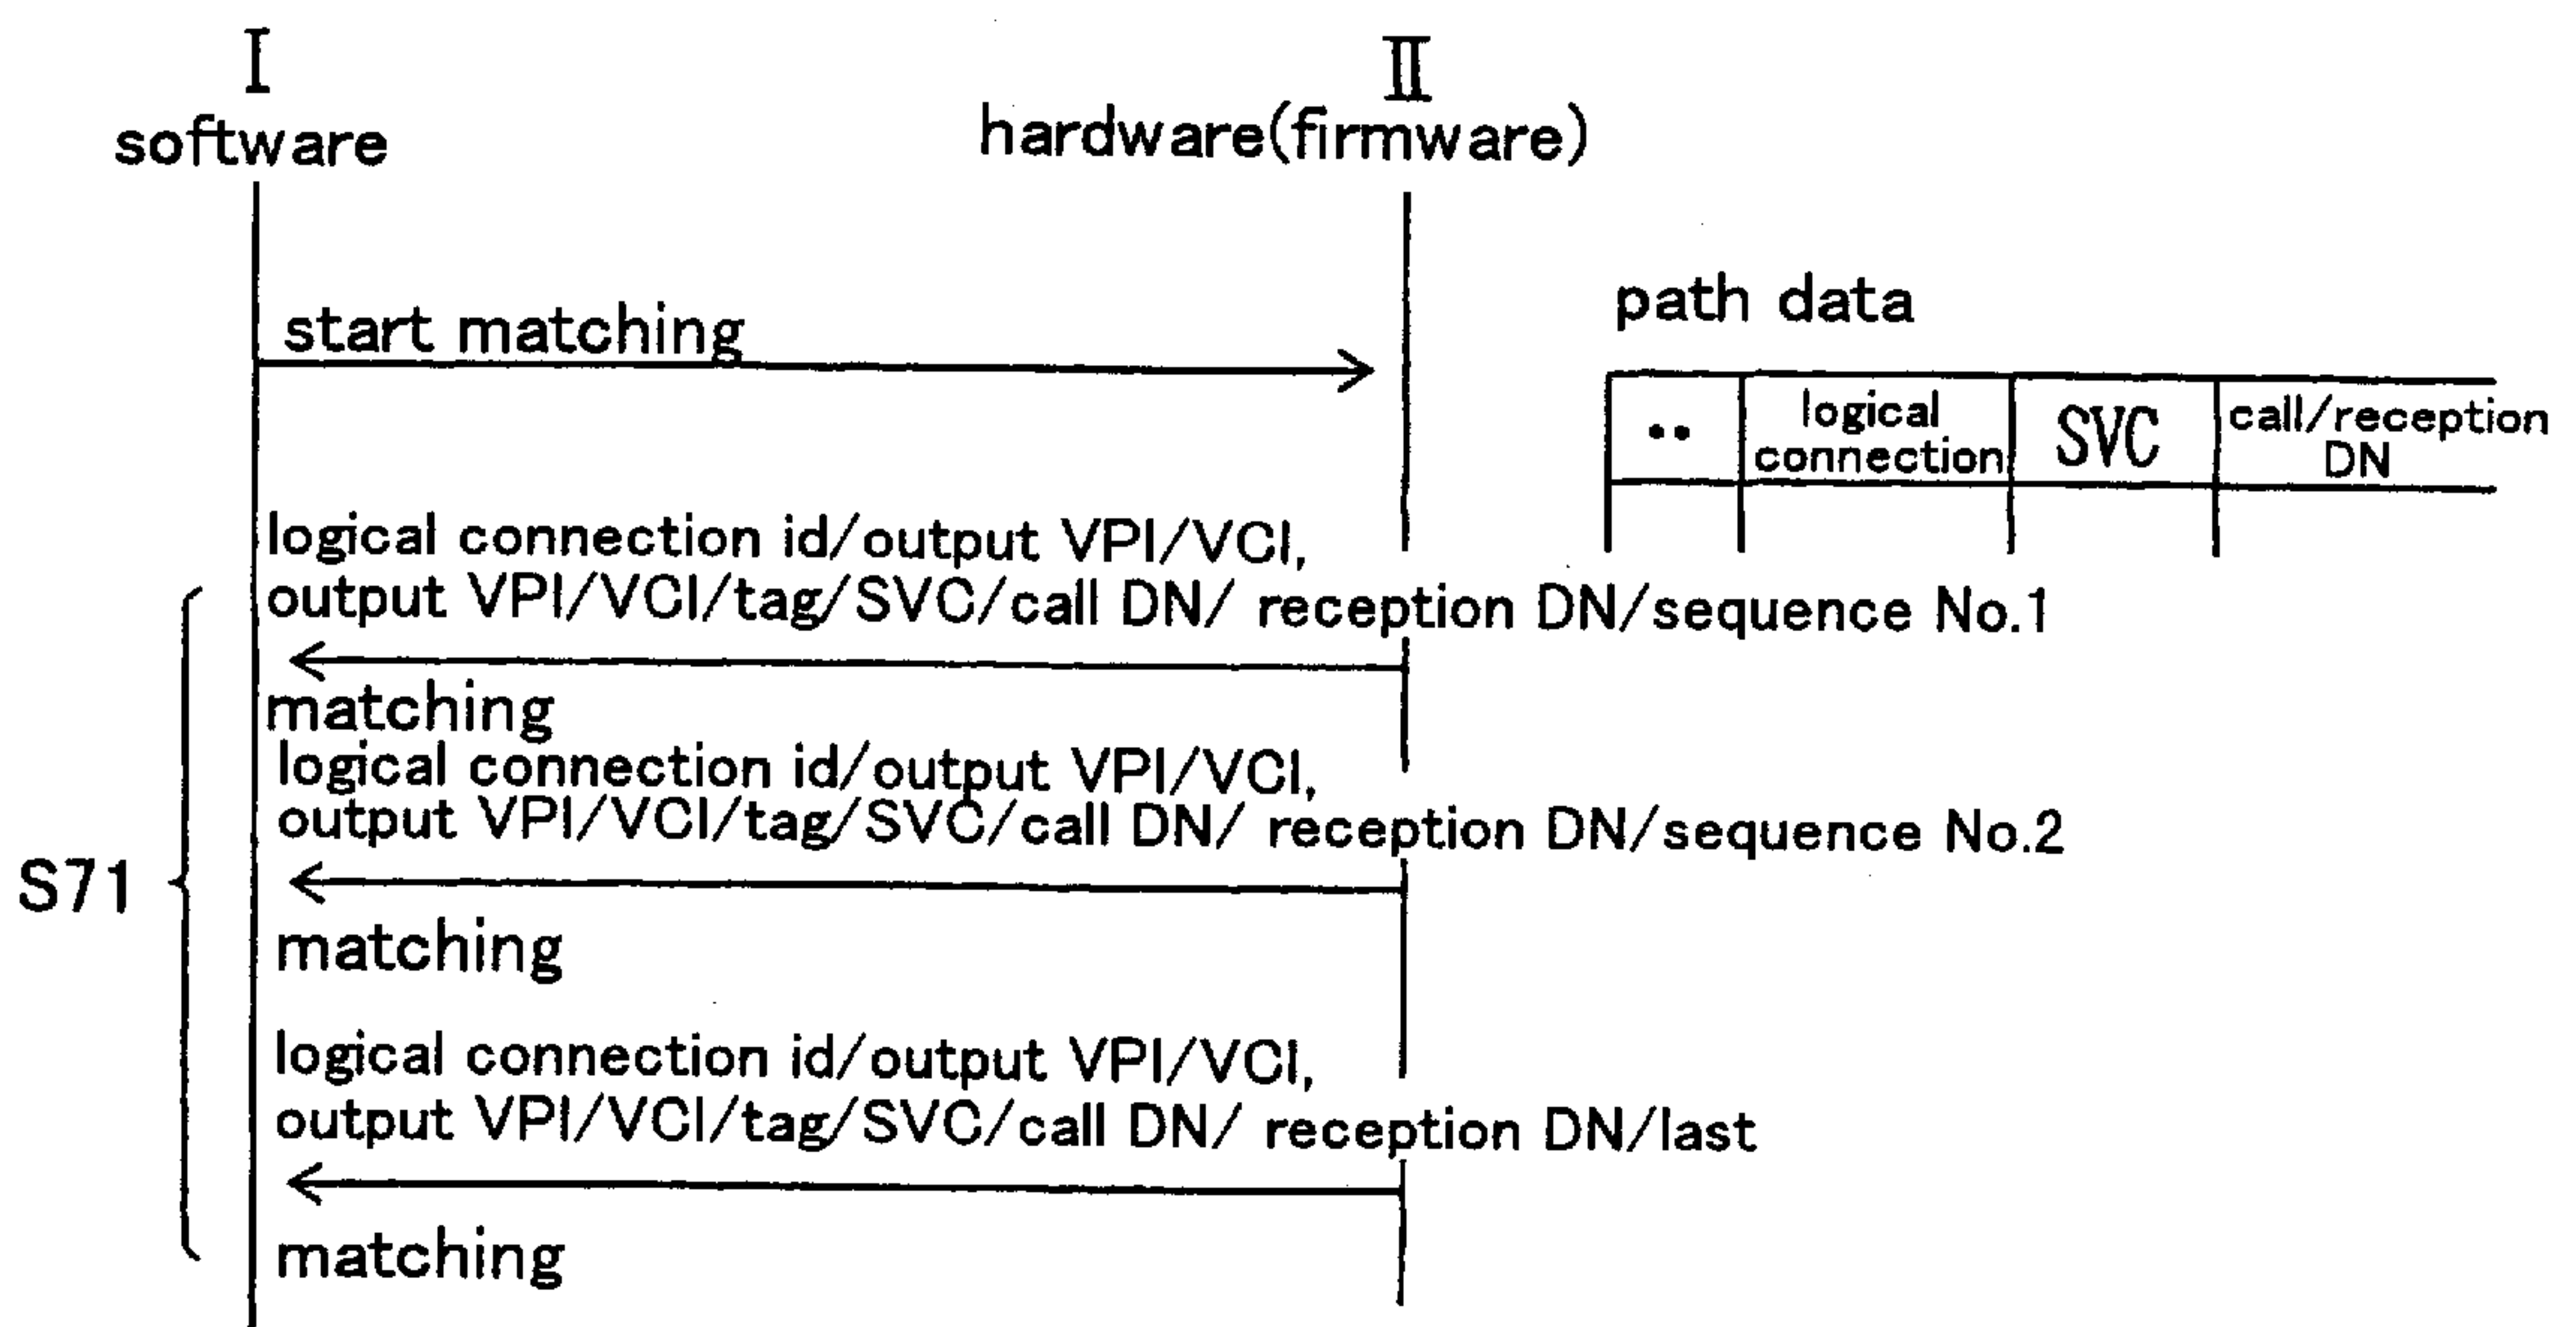 I
software
II
hardware(firmware)
start matching
path data
••
logical
connection
SVC
call/reception
DN
logical connection id/output VPI/VCI,
output VPI/VCI/tag/SVC/call DN/ reception DN/sequence No.1
matching
logical connection id/output VPI/VCI,
output VPI/VCI/tag/SVC/call DN/ reception DN/sequence No.2
S71
matching
logical connection id/output VPI/VCI,
output VPI/VCI/tag/SVC/call DN/ reception DN/last
matching